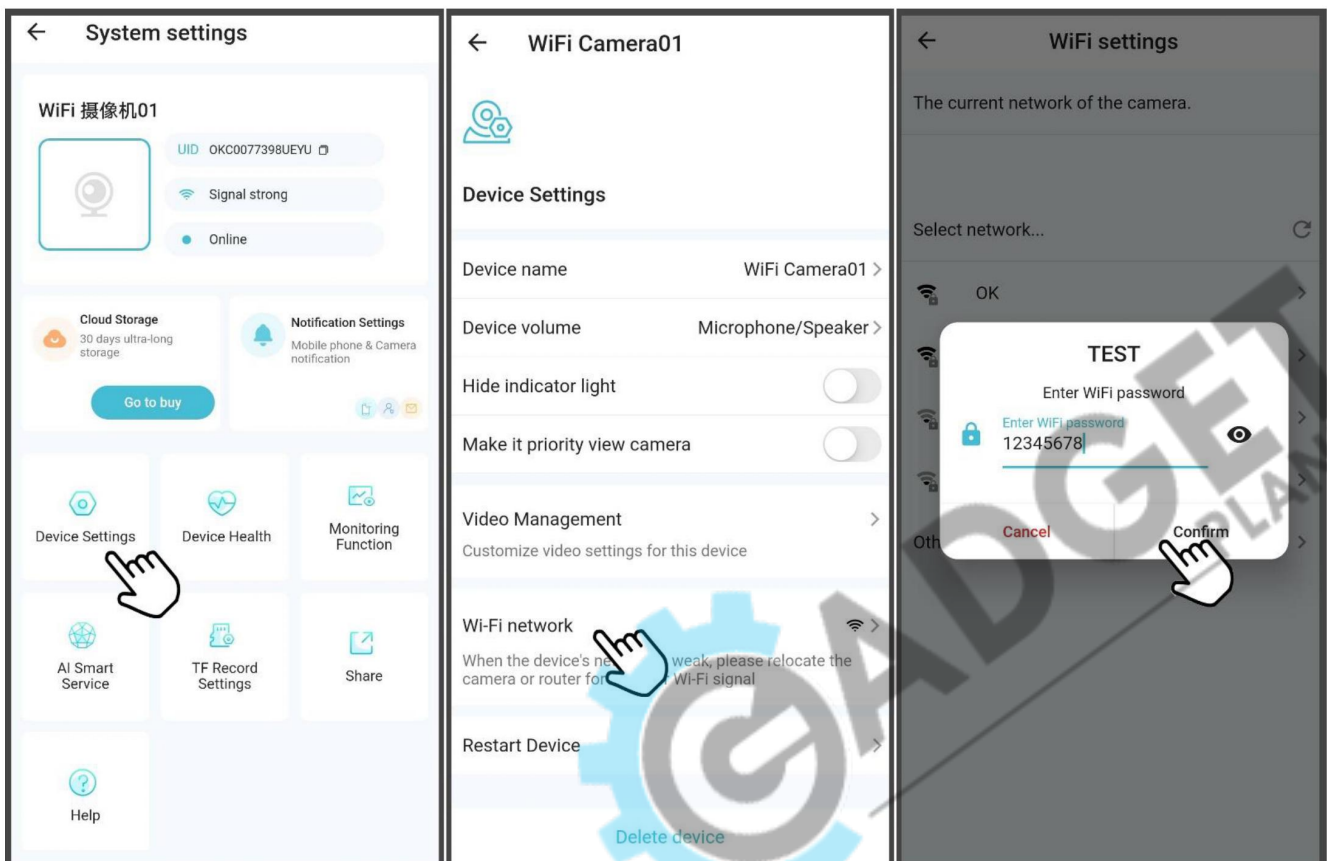 System settings
WiFi 摄像机01
UID OKC0077398UEYU
Signal strong
Online
Cloud Storage
30 days ultra-long
storage
Go to buy
Notification Settings
Mobile phone & Camera
notification
Device Settings
Device Health
Monitoring
Function
AI Smart
Service
TF Record
Settings
Share
Help
WiFi Camera01
Device Settings
Device name
WiFi Camera01
Device volume
Microphone/Speaker
Hide indicator light
Make it priority view camera
Video Management
Customize video settings for this device
Wi-Fi network
When the device's ne weak, please relocate the
camera or router for Wi-Fi signal
Restart Device
Delete device
WiFi settings
The current network of the camera.
Select network...
OK
TEST
Enter WiFi password
Enter WiFi password
12345678
Cancel
Confirm
Oth
GADGET
PLAN